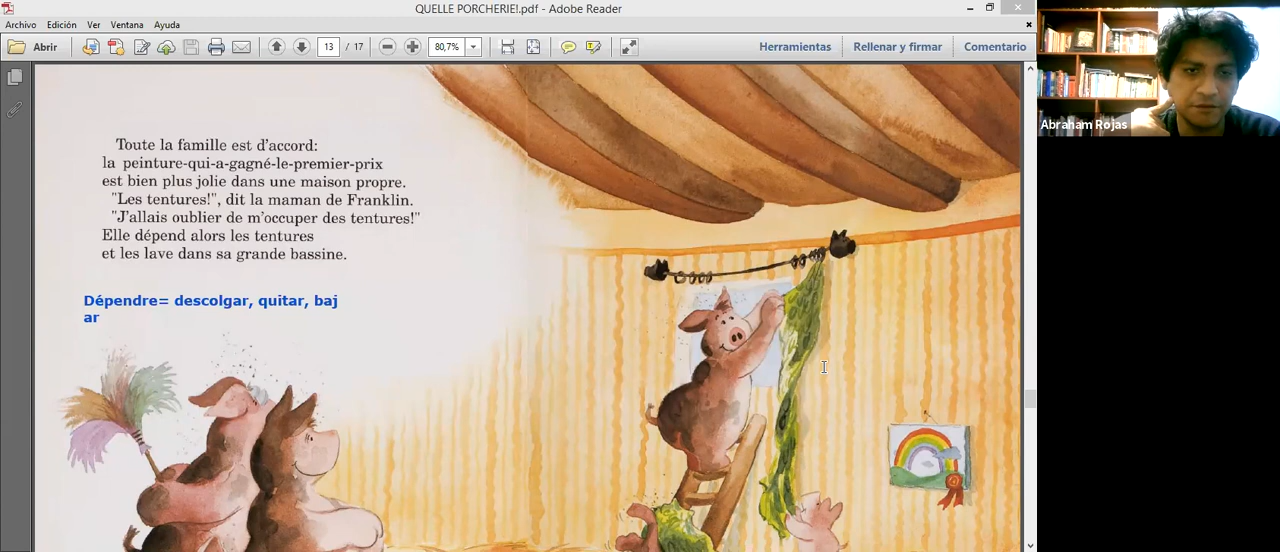 QUELLE PORCHERIE!.pdf - Adobe Reader
Archivo Edición Ver Ventana Ayuda
Abrir 13 / 17 80,7% Herramientas Rellenar y firmar Comentario
Abraham Rojas
Toute la famille est d'accord:
la peinture-qui-a-gagné-le-premier-prix
est bien plus jolie dans une maison propre.
"Les tentures!", dit la maman de Franklin.
"J'allais oublier de m'occuper des tentures!"
Elle dépend alors les tentures
et les lave dans sa grande bassine.
Dépendre= descolgar, quitar, baj
ar